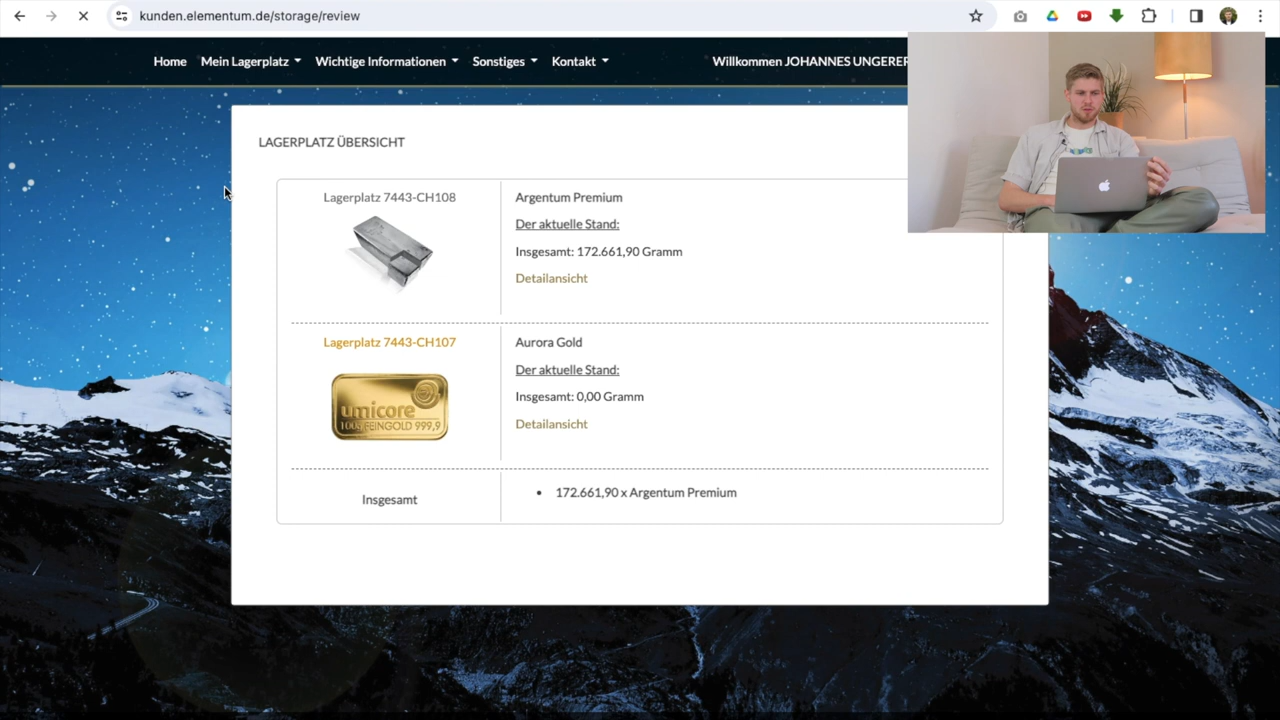 kunden.elementum.de/storage/review
Home Mein Lagerplatz Wichtige Informationen Sonstiges Kontakt Willkommen JOHANNES UNGERER
LAGERPLATZ ÜBERSICHT
Lagerplatz 7443-CH108
Argentum Premium
Der aktuelle Stand:
Insgesamt: 172.661,90 Gramm
Detailansicht
Lagerplatz 7443-CH107
Aurora Gold
Der aktuelle Stand:
Insgesamt: 0,00 Gramm
Detailansicht
unicore
100g FEINGOLD 999,9
Insgesamt
• 172.661,90 x Argentum Premium